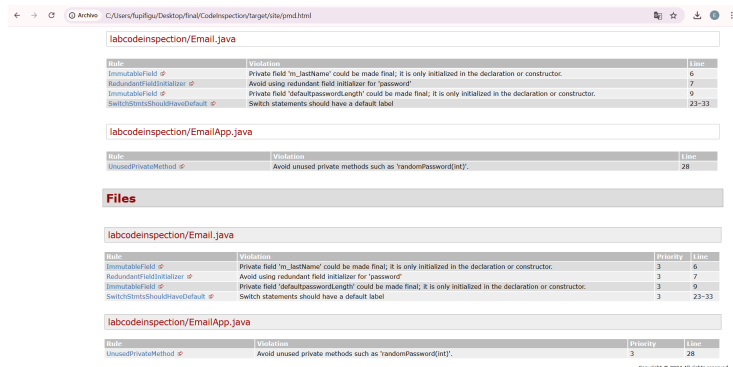 Archivo C:/Users/fupifigu/Desktop/final/CodeInspection/target/site/pmd.html
labcodeinspection/Email.java
Rule Violation Line
ImmutableField Private field 'm_lastName' could be made final; it is only initialized in the declaration or constructor. 6
RedundantFieldInitializer Avoid using redundant field initializer for 'password' 7
ImmutableField Private field 'defaultpasswordLength' could be made final; it is only initialized in the declaration or constructor. 9
SwitchStmtsShouldHaveDefault Switch statements should have a default label 23–33
labcodeinspection/EmailApp.java
Rule Violation Line
UnusedPrivateMethod Avoid unused private methods such as 'randomPassword(int)'. 28
Files
labcodeinspection/Email.java
Rule Violation Priority Line
ImmutableField Private field 'm_lastName' could be made final; it is only initialized in the declaration or constructor. 3 6
RedundantFieldInitializer Avoid using redundant field initializer for 'password' 3 7
ImmutableField Private field 'defaultpasswordLength' could be made final; it is only initialized in the declaration or constructor. 3 9
SwitchStmtsShouldHaveDefault Switch statements should have a default label 3 23–33
labcodeinspection/EmailApp.java
Rule Violation Priority Line
UnusedPrivateMethod Avoid unused private methods such as 'randomPassword(int)'. 3 28